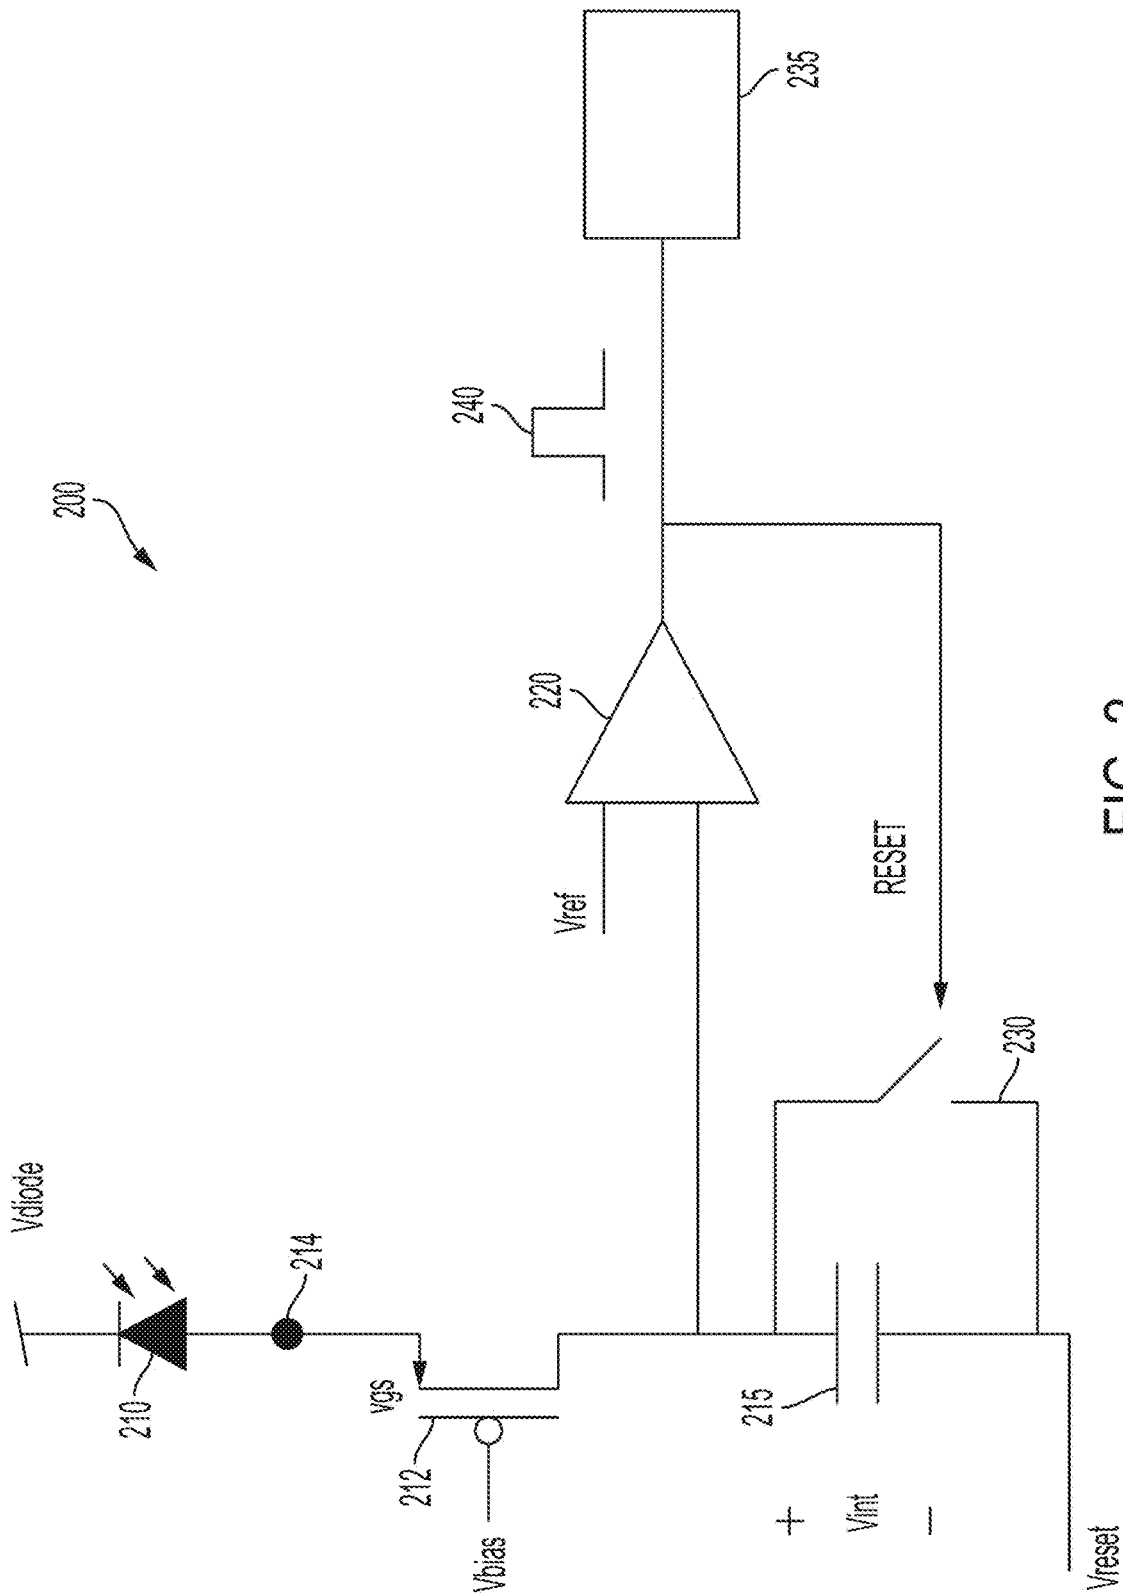 200
Vdiode
210
214
vgs
212
Vbias
+
Vint
−
215
Vreset
230
RESET
Vref
220
240
235
FIG. 2